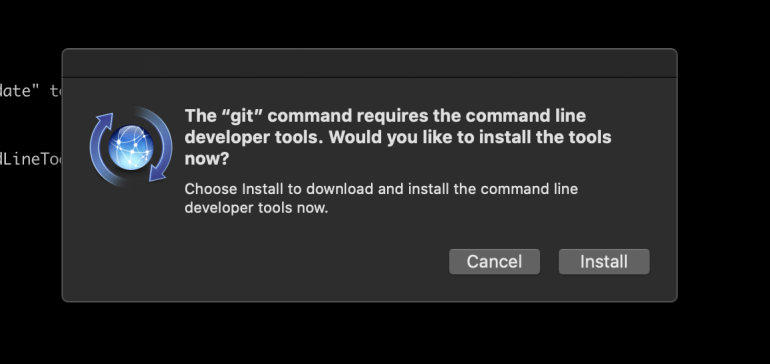 date" to
The “git” command requires the command line
developer tools. Would you like to install the tools
now?
dLineToo
Choose Install to download and install the command line
developer tools now.
Cancel Install